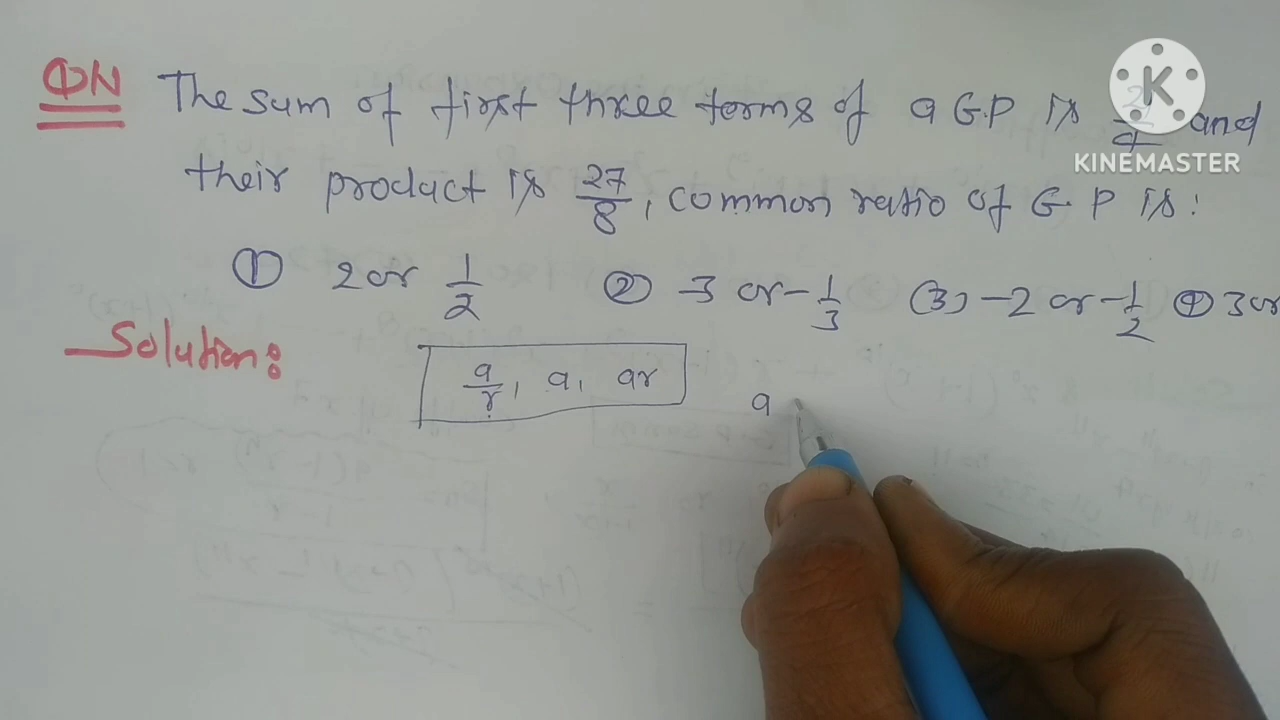 QN The sum of first three terms of a G.P is and
their product is 27/8, common ratio of G.P is:
① 2 or 1/2 ② -3 or -1/3 (3) -2 or -1/2 ④ 3 or
Solution:
a/r, a, ar
a
K
KINEMASTER